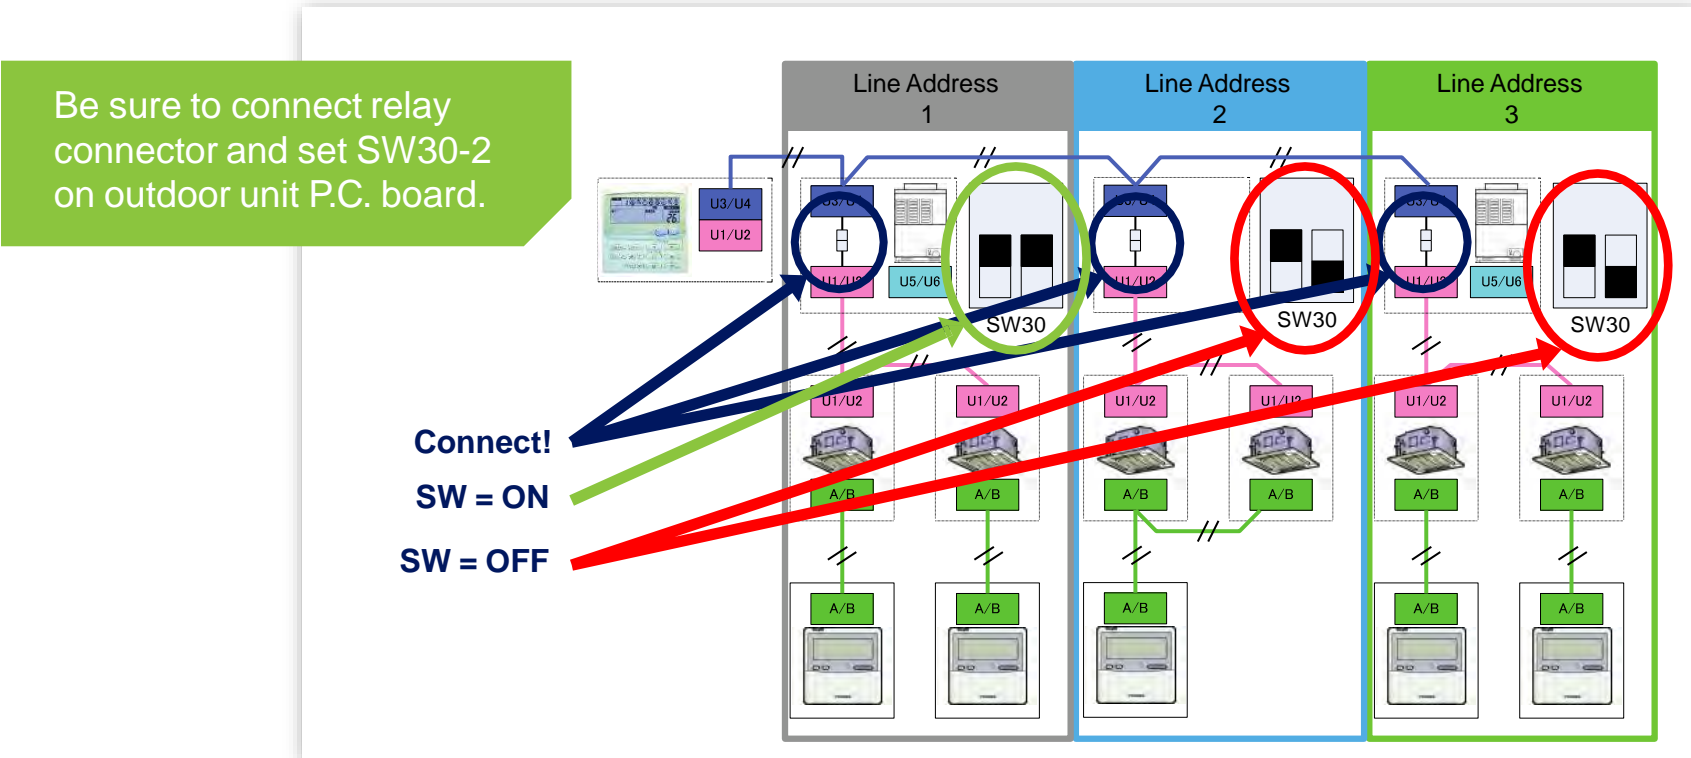 Be sure to connect relay
connector and set SW30-2
on outdoor unit P.C. board.
Line Address
1
Line Address
2
Line Address
3
U3/U4
U1/U2
U5/U6
U5/U6
SW30
SW30
SW30
U1/U2
U1/U2
U1/U2
U1/U2
U1/U2
U1/U2
Connect!
SW = ON
SW = OFF
A/B
A/B
A/B
A/B
A/B
A/B
A/B
A/B
A/B
A/B
A/B